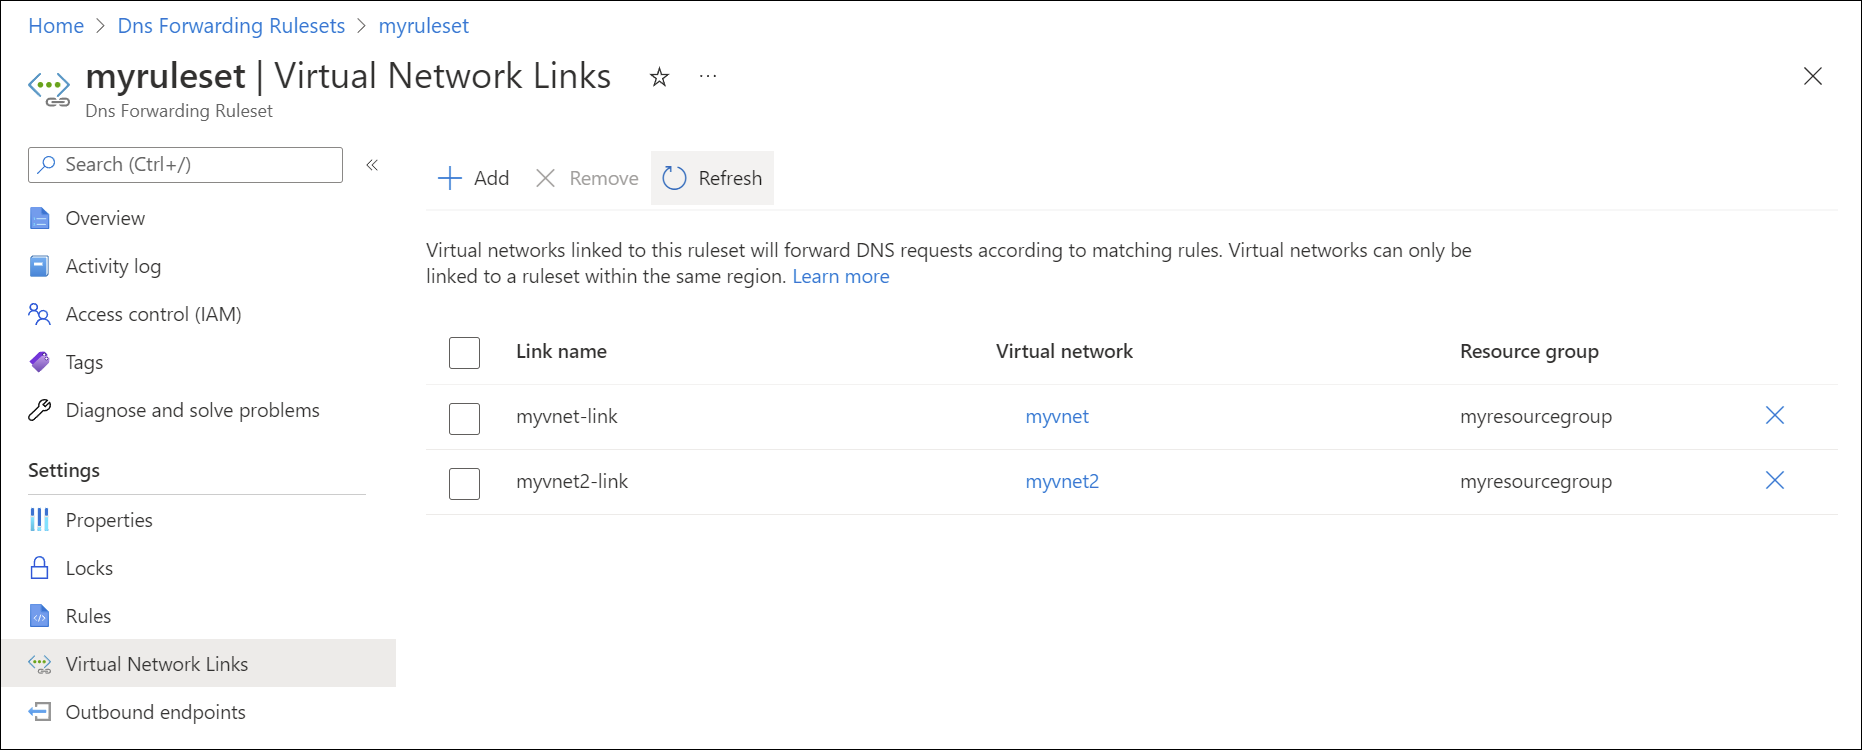 Home > Dns Forwarding Rulesets > myruleset
myruleset | Virtual Network Links ...
Dns Forwarding Ruleset
Search (Ctrl+/)
«
Overview
Activity log
Access control (IAM)
Tags
Diagnose and solve problems
Settings
Properties
Locks
Rules
Virtual Network Links
Outbound endpoints
Add Remove Refresh
Virtual networks linked to this ruleset will forward DNS requests according to matching rules. Virtual networks can only be
linked to a ruleset within the same region. Learn more
Link name Virtual network Resource group
myvnet-link myvnet myresourcegroup
myvnet2-link myvnet2 myresourcegroup